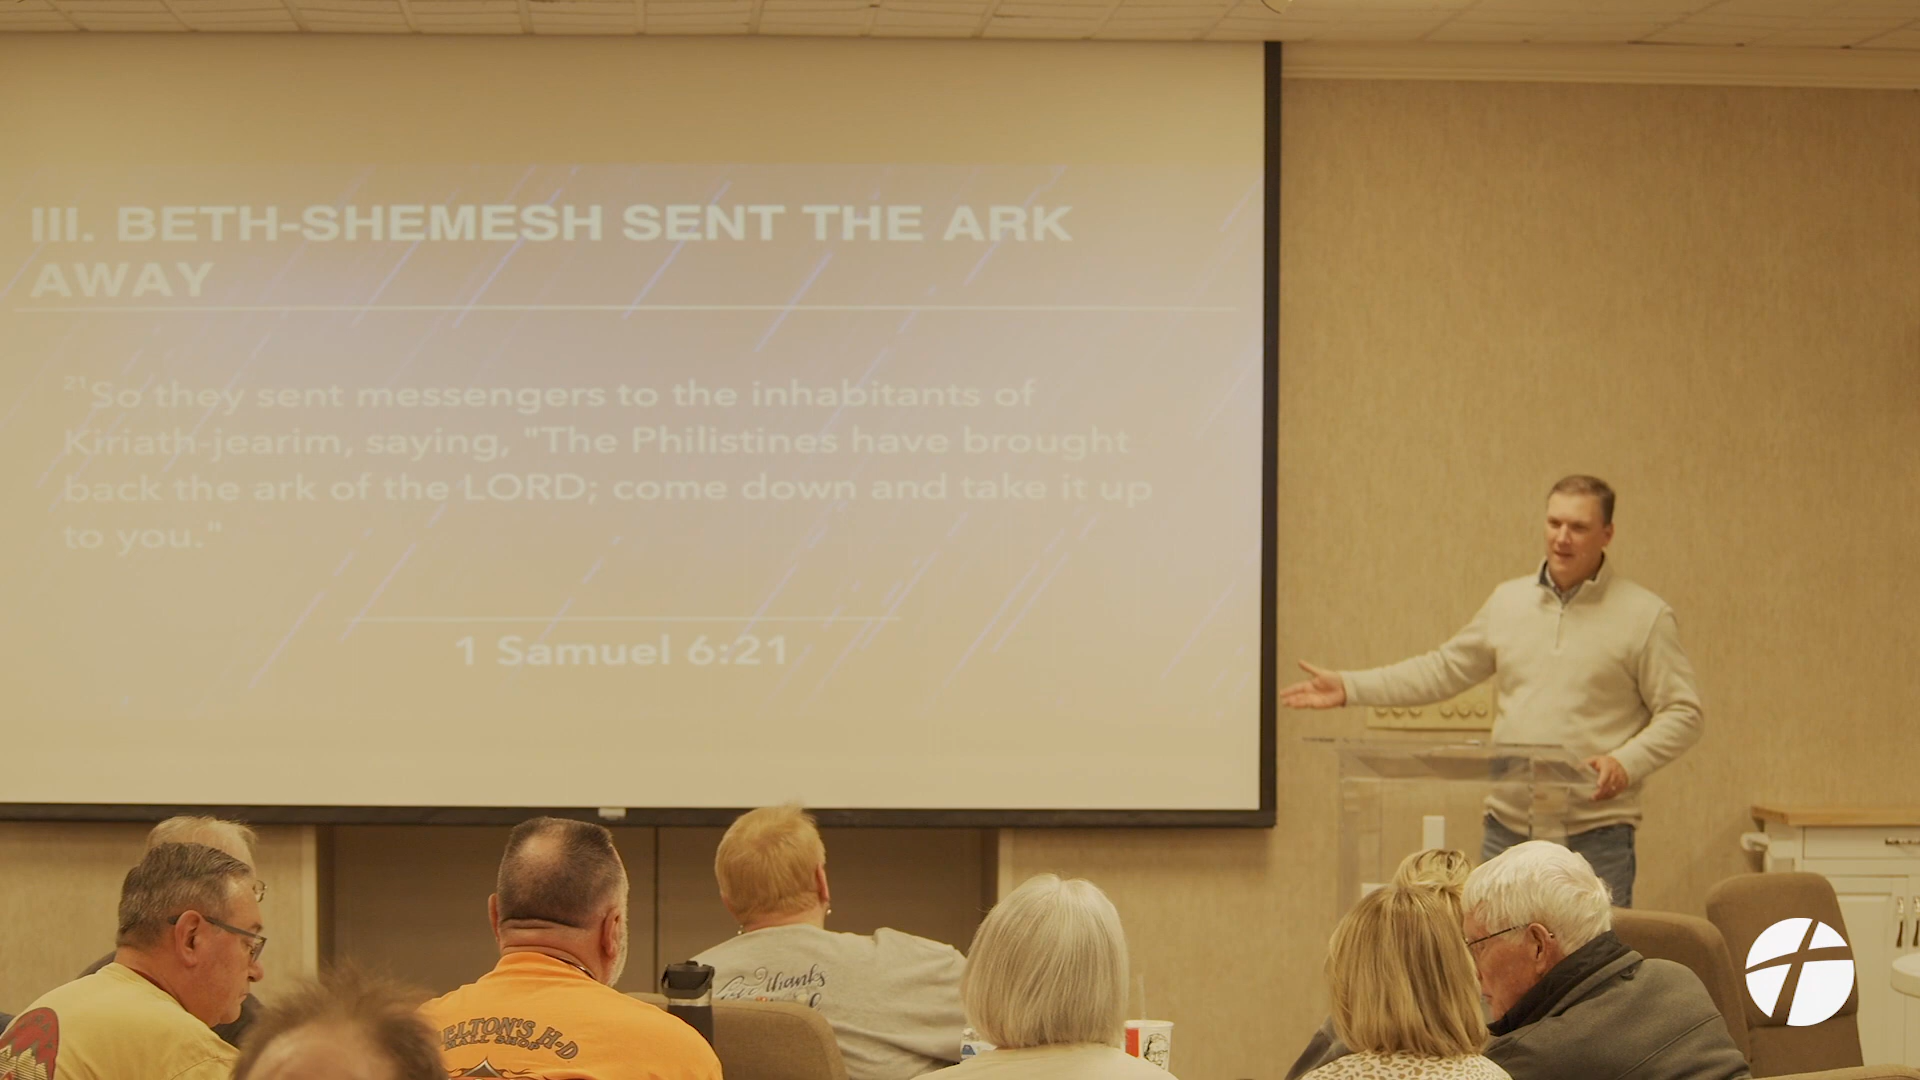 III. BETH-SHEMESH SENT THE ARK
AWAY
²¹So they sent messengers to the inhabitants of
Kiriath-jearim, saying, "The Philistines have brought
back the ark of the LORD; come down and take it up
to you."
1 Samuel 6:21
thanks
ELTON'S H-D